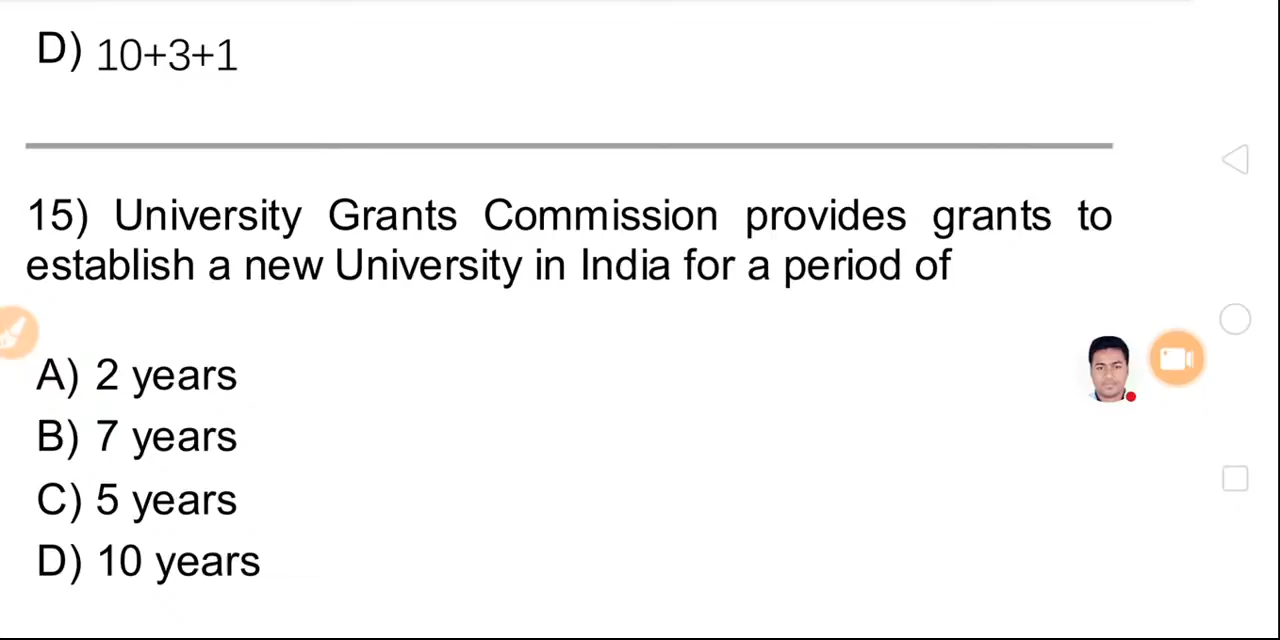 D) 10+3+1
15) University Grants Commission provides grants to
establish a new University in India for a period of
A) 2 years
B) 7 years
C) 5 years
D) 10 years